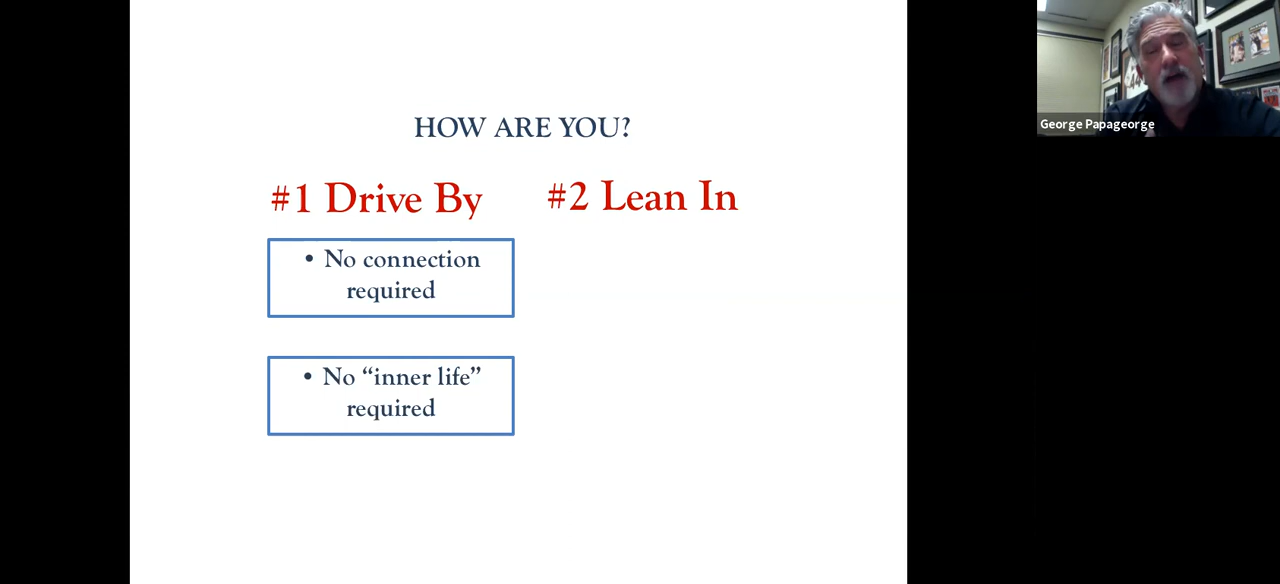 HOW ARE YOU?
#1 Drive By
#2 Lean In
• No connection
required
• No “inner life”
required
George Papageorge